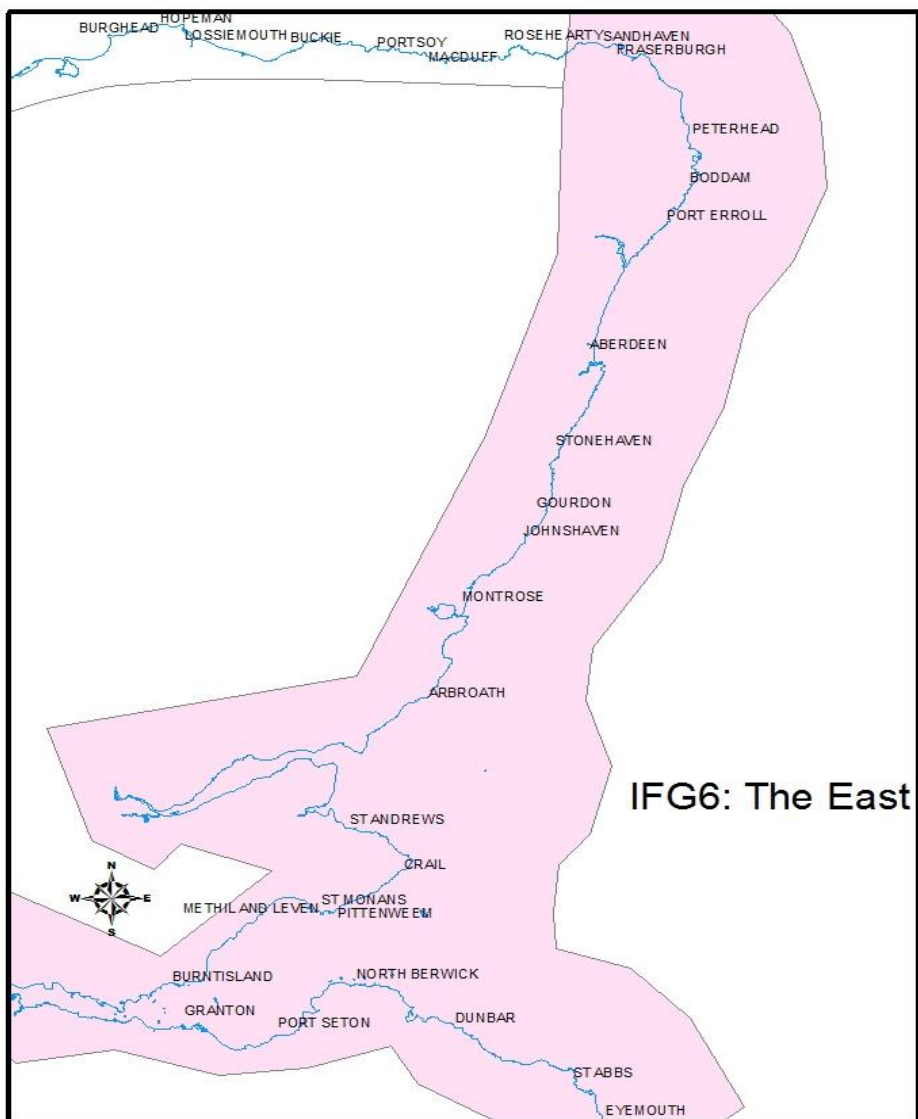 HOPEMAN
BURGHEAD
LOSSIEMOUTH
BUCKIE
PORTSOY
MACDUFF
ROSEHEARTY
SANDHAVEN
FRASERBURGH
PETERHEAD
BODDAM
PORT ERROLL
ABERDEEN
STONEHAVEN
GOURDON
JOHNSHAVEN
MONTROSE
ARBROATH
IFG6: The East
ST ANDREWS
CRAIL
N
W
E
S
METHIL AND LEVEN
ST MONANS
PITTENWEEM
BURNTISLAND
NORTH BERWICK
GRANTON
PORT SETON
DUNBAR
ST ABBS
EYEMOUTH